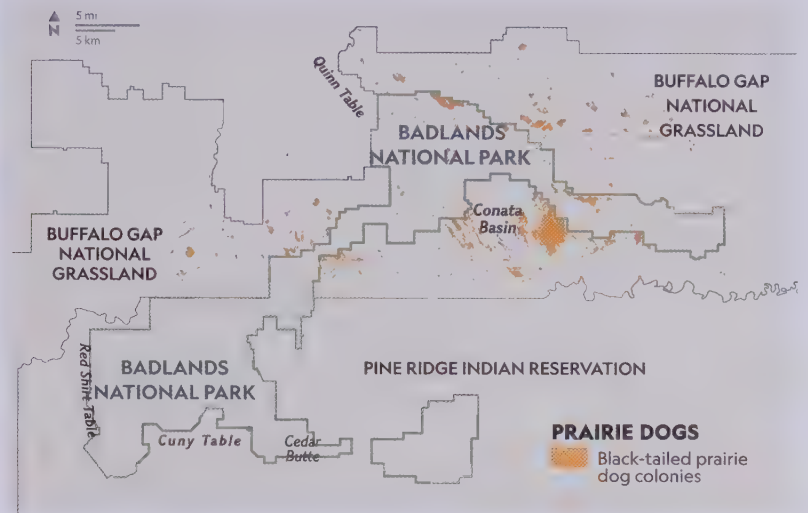 5 mi
N
5 km
Quinn Table
BUFFALO GAP
NATIONAL
GRASSLAND
BADLANDS
NATIONAL PARK
Conata
Basin
BUFFALO GAP
NATIONAL
GRASSLAND
Red Shirt Table
BADLANDS
NATIONAL PARK
PINE RIDGE INDIAN RESERVATION
Cuny Table
Cedar
Butte
PRAIRIE DOGS
Black-tailed prairie
dog colonies